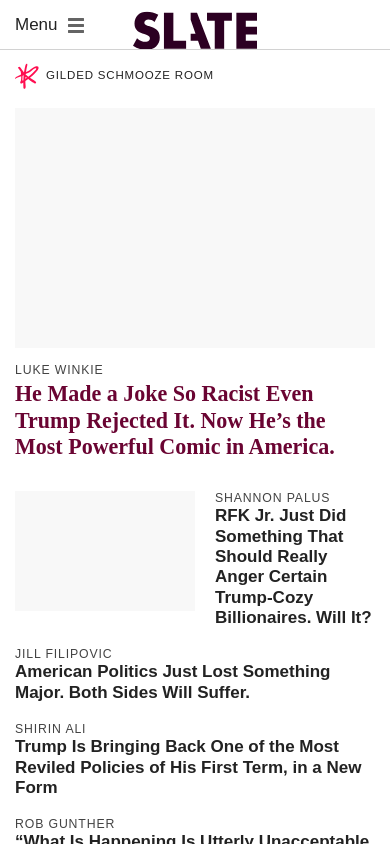 Menu
SLATE
GILDED SCHMOOZE ROOM
LUKE WINKIE
He Made a Joke So Racist Even
Trump Rejected It. Now He’s the
Most Powerful Comic in America.
SHANNON PALUS
RFK Jr. Just Did
Something That
Should Really
Anger Certain
Trump-Cozy
Billionaires. Will It?
JILL FILIPOVIC
American Politics Just Lost Something
Major. Both Sides Will Suffer.
SHIRIN ALI
Trump Is Bringing Back One of the Most
Reviled Policies of His First Term, in a New
Form
ROB GUNTHER
“What Is Happening Is Utterly Unacceptable